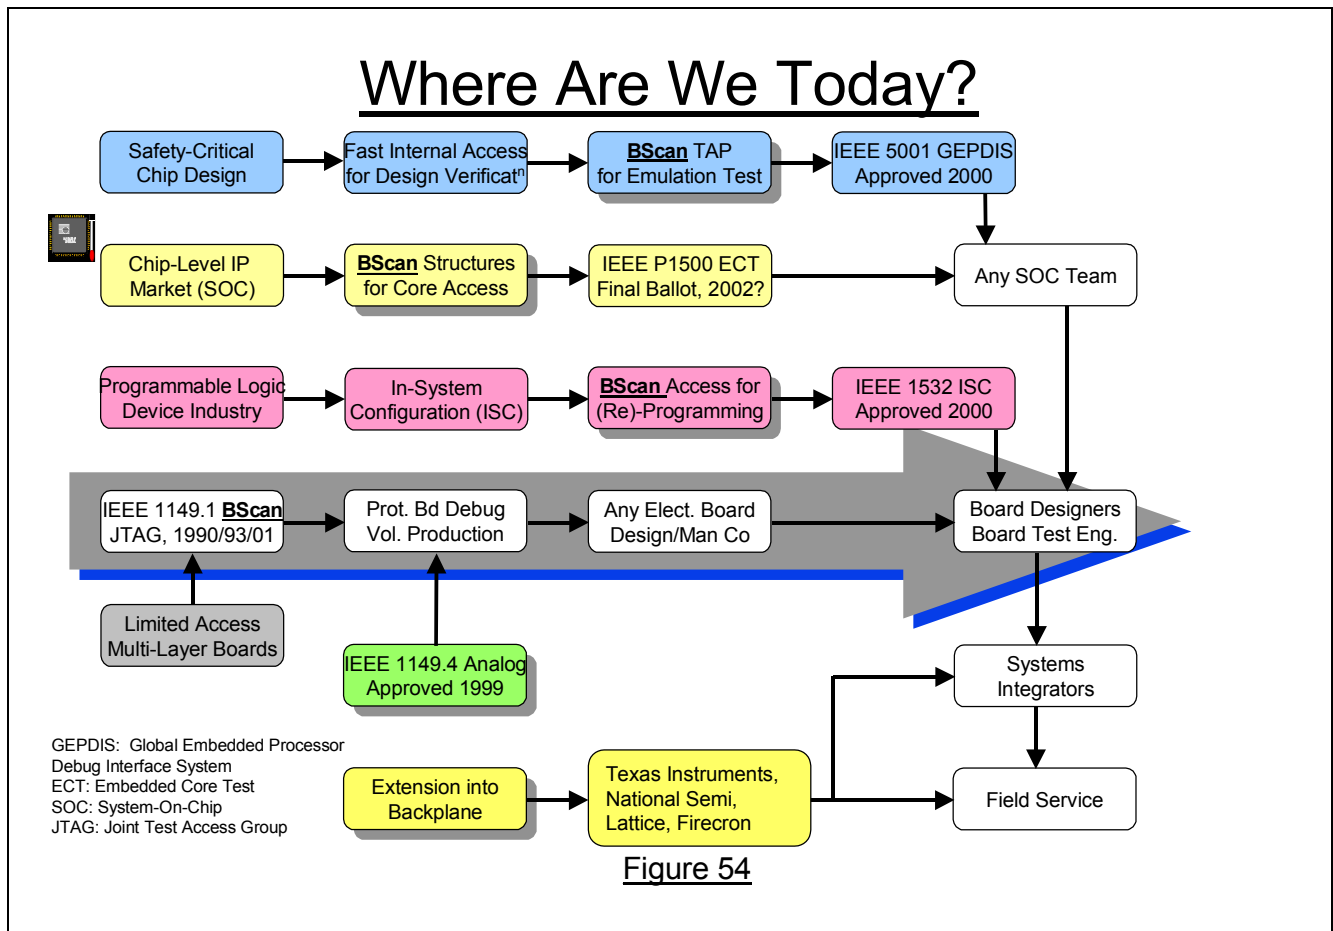 Where Are We Today?
Safety-Critical
Chip Design
Fast Internal Access
for Design Verificatⁿ
BScan TAP
for Emulation Test
IEEE 5001 GEPDIS
Approved 2000
Chip-Level IP
Market (SOC)
BScan Structures
for Core Access
IEEE P1500 ECT
Final Ballot, 2002?
Any SOC Team
Programmable Logic
Device Industry
In-System
Configuration (ISC)
BScan Access for
(Re)-Programming
IEEE 1532 ISC
Approved 2000
IEEE 1149.1 BScan
JTAG, 1990/93/01
Prot. Bd Debug
Vol. Production
Any Elect. Board
Design/Man Co
Board Designers
Board Test Eng.
Limited Access
Multi-Layer Boards
IEEE 1149.4 Analog
Approved 1999
Systems
Integrators
GEPDIS: Global Embedded Processor
Debug Interface System
ECT: Embedded Core Test
SOC: System-On-Chip
JTAG: Joint Test Access Group
Extension into
Backplane
Texas Instruments,
National Semi,
Lattice, Firecron
Field Service
Figure 54